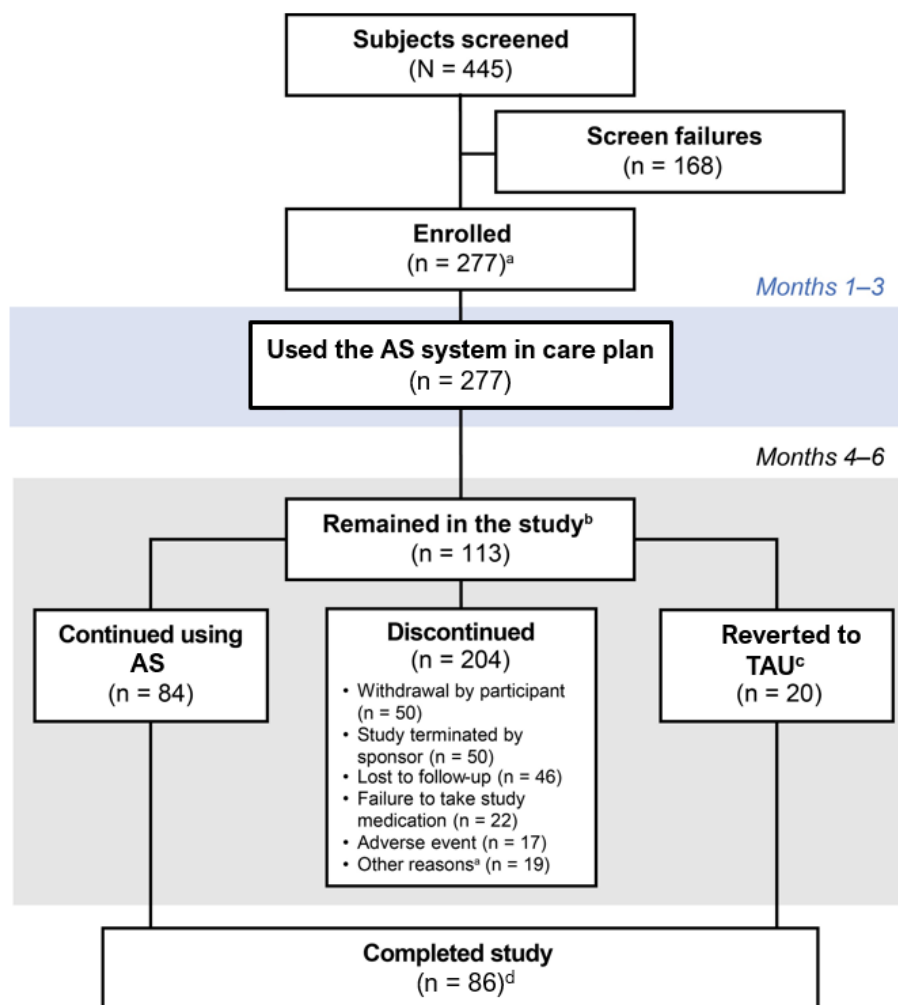 Subjects screened
(N = 445)
Screen failures
(n = 168)
Enrolled
(n = 277)ᵃ
Months 1–3
Used the AS system in care plan
(n = 277)
Months 4–6
Remained in the studyᵇ
(n = 113)
Continued using
AS
(n = 84)
Discontinued
(n = 204)
• Withdrawal by participant
(n = 50)
• Study terminated by
sponsor (n = 50)
• Lost to follow-up (n = 46)
• Failure to take study
medication (n = 22)
• Adverse event (n = 17)
• Other reasonsᵃ (n = 19)
Reverted to
TAUᶜ
(n = 20)
Completed study
(n = 86)ᵈ